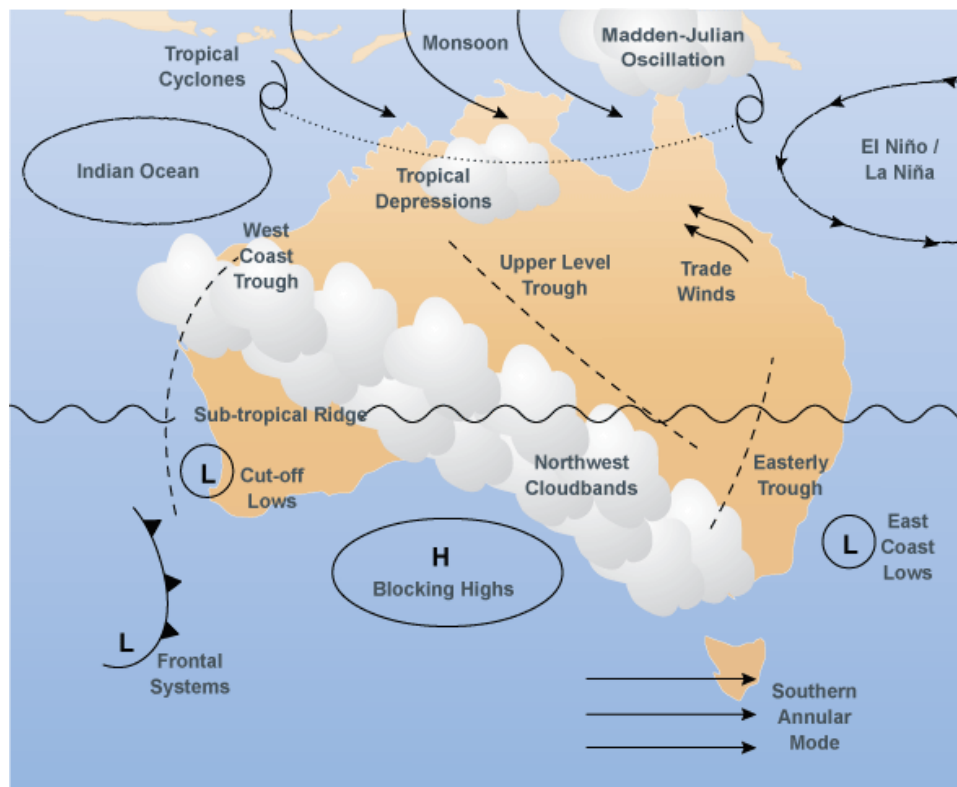 Madden-Julian
Oscillation
Monsoon
Tropical
Cyclones
El Niño /
La Niña
Indian Ocean
Tropical
Depressions
West
Coast
Trough
Upper Level
Trough
Trade
Winds
Sub-tropical Ridge
L
Cut-off
Lows
Northwest
Cloudbands
Easterly
Trough
L
East
Coast
Lows
H
Blocking Highs
L
Frontal
Systems
Southern
Annular
Mode